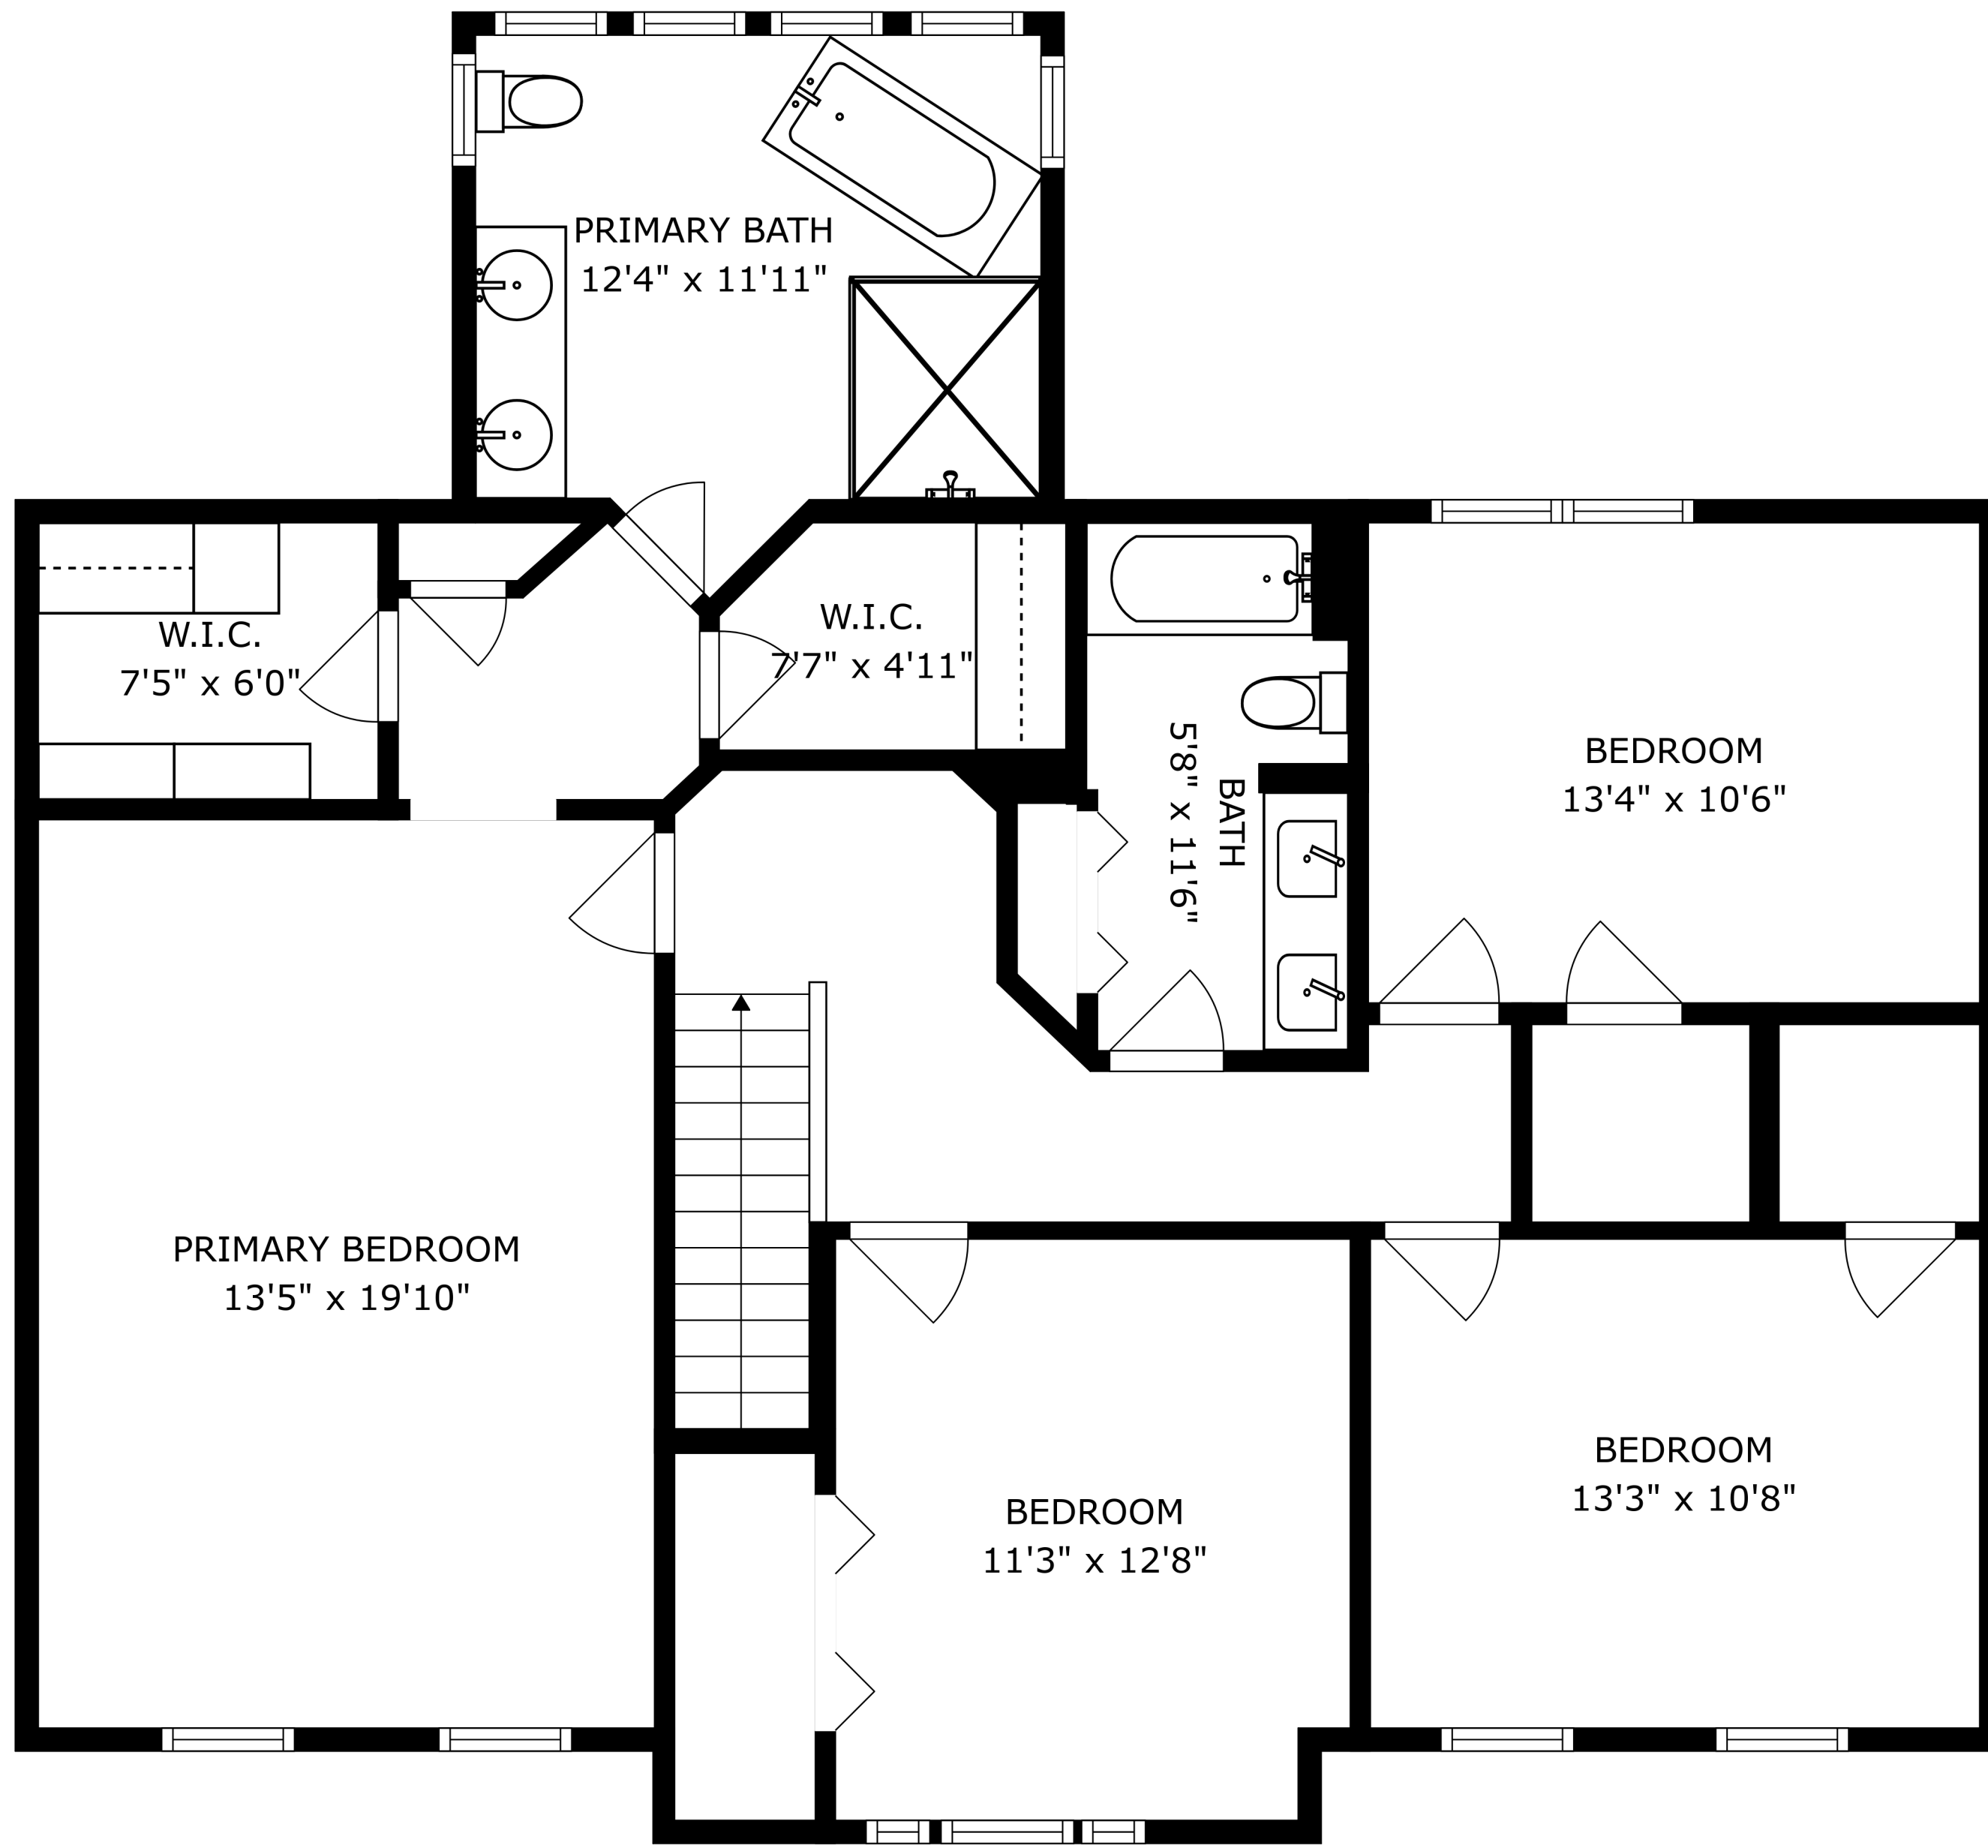 PRIMARY BATH
12'4" x 11'11"
W.I.C.
7'5" x 6'0"
W.I.C.
7'7" x 4'11"
BATH
5'8" x 11'6"
BEDROOM
13'4" x 10'6"
PRIMARY BEDROOM
13'5" x 19'10"
BEDROOM
11'3" x 12'8"
BEDROOM
13'3" x 10'8"